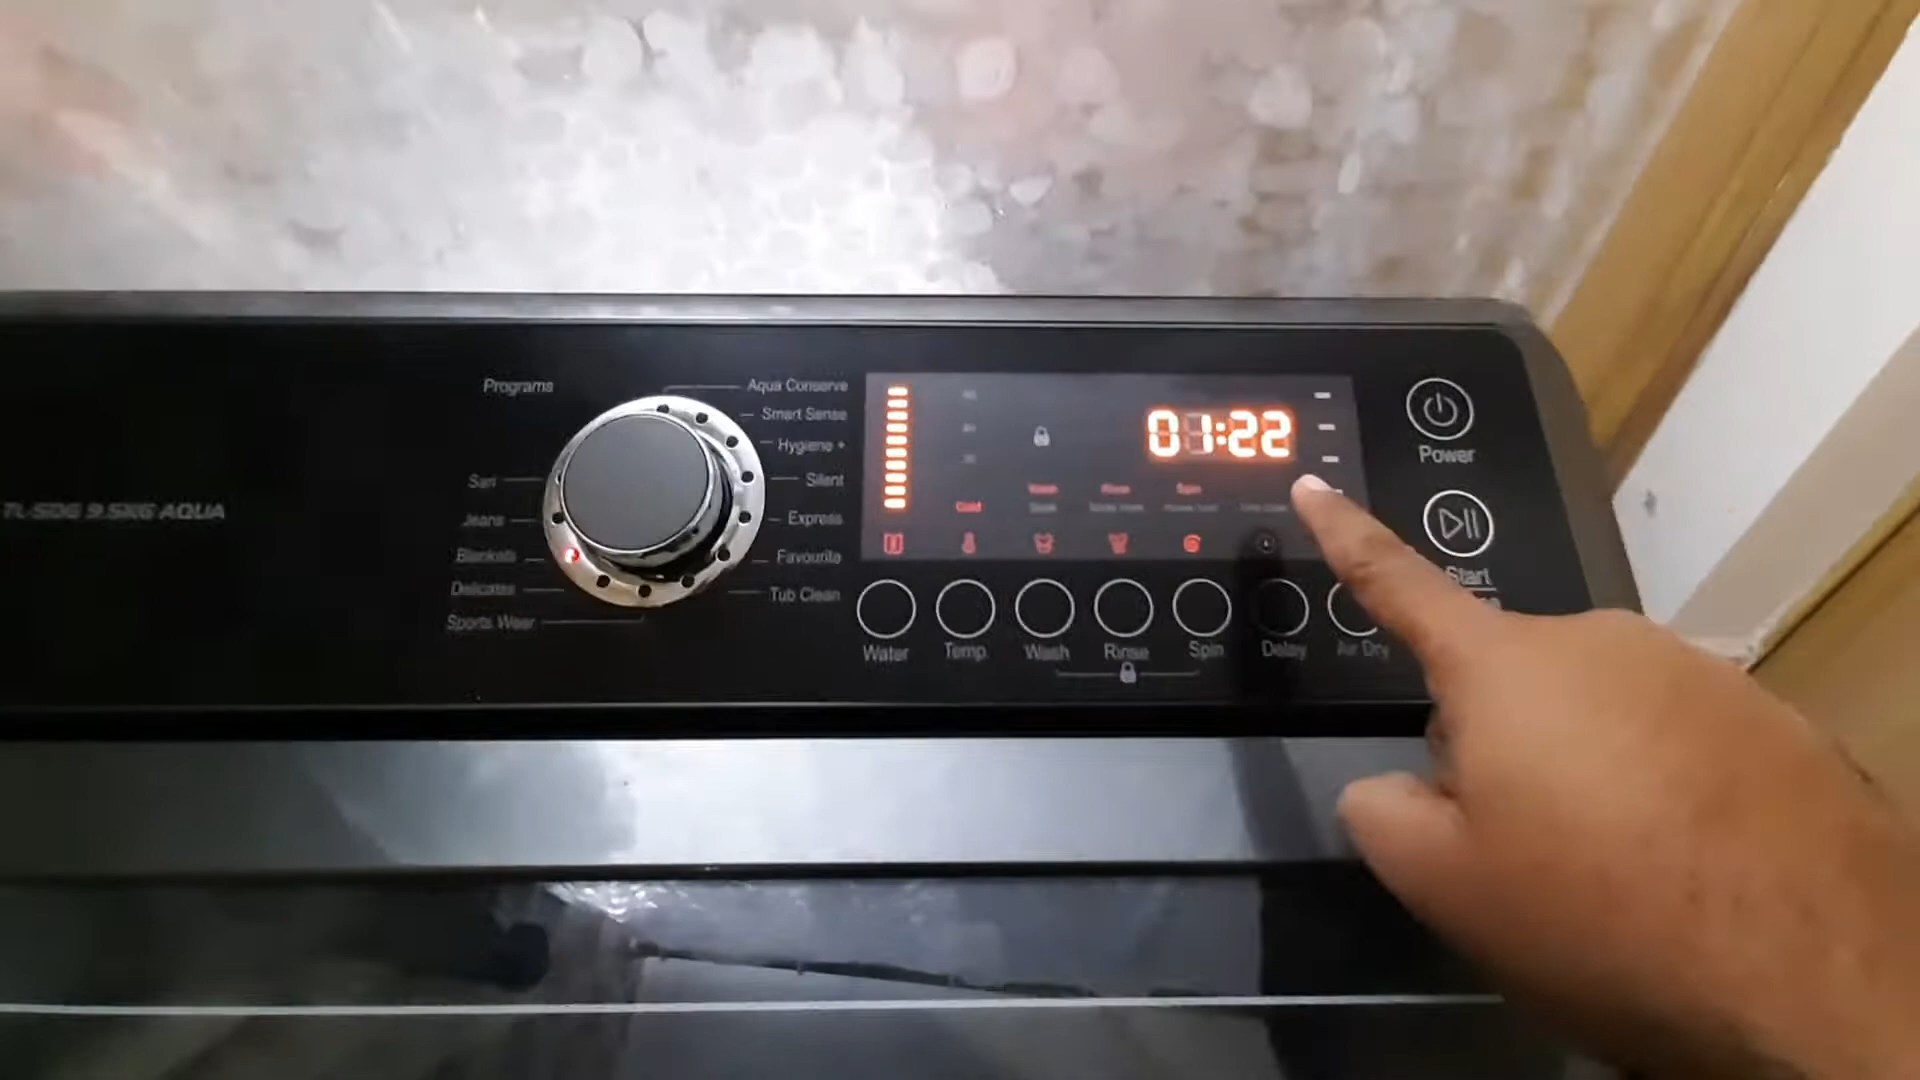 TL-SDG 9.5KG AQUA
Programs
Sari
Jeans
Blankets
Delicates
Sports Wear
Aqua Conserve
Smart Sense
Hygiene +
Silent
Express
Favourite
Tub Clean
01:22
Cold
Wash
Rinse
Spin
Water
Temp.
Wash
Rinse
Spin
Delay
Air Dry
Power
Start